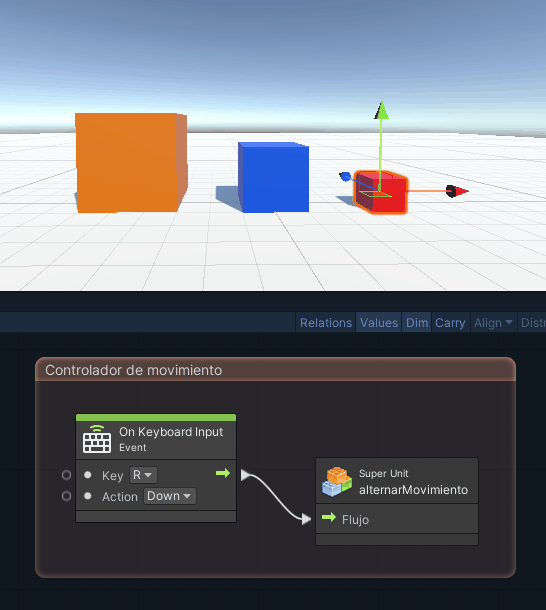 Relations Values Dim Carry Align
Controlador de movimiento
On Keyboard Input
Event
Key R
Action Down
Super Unit
alternarMovimiento
Flujo